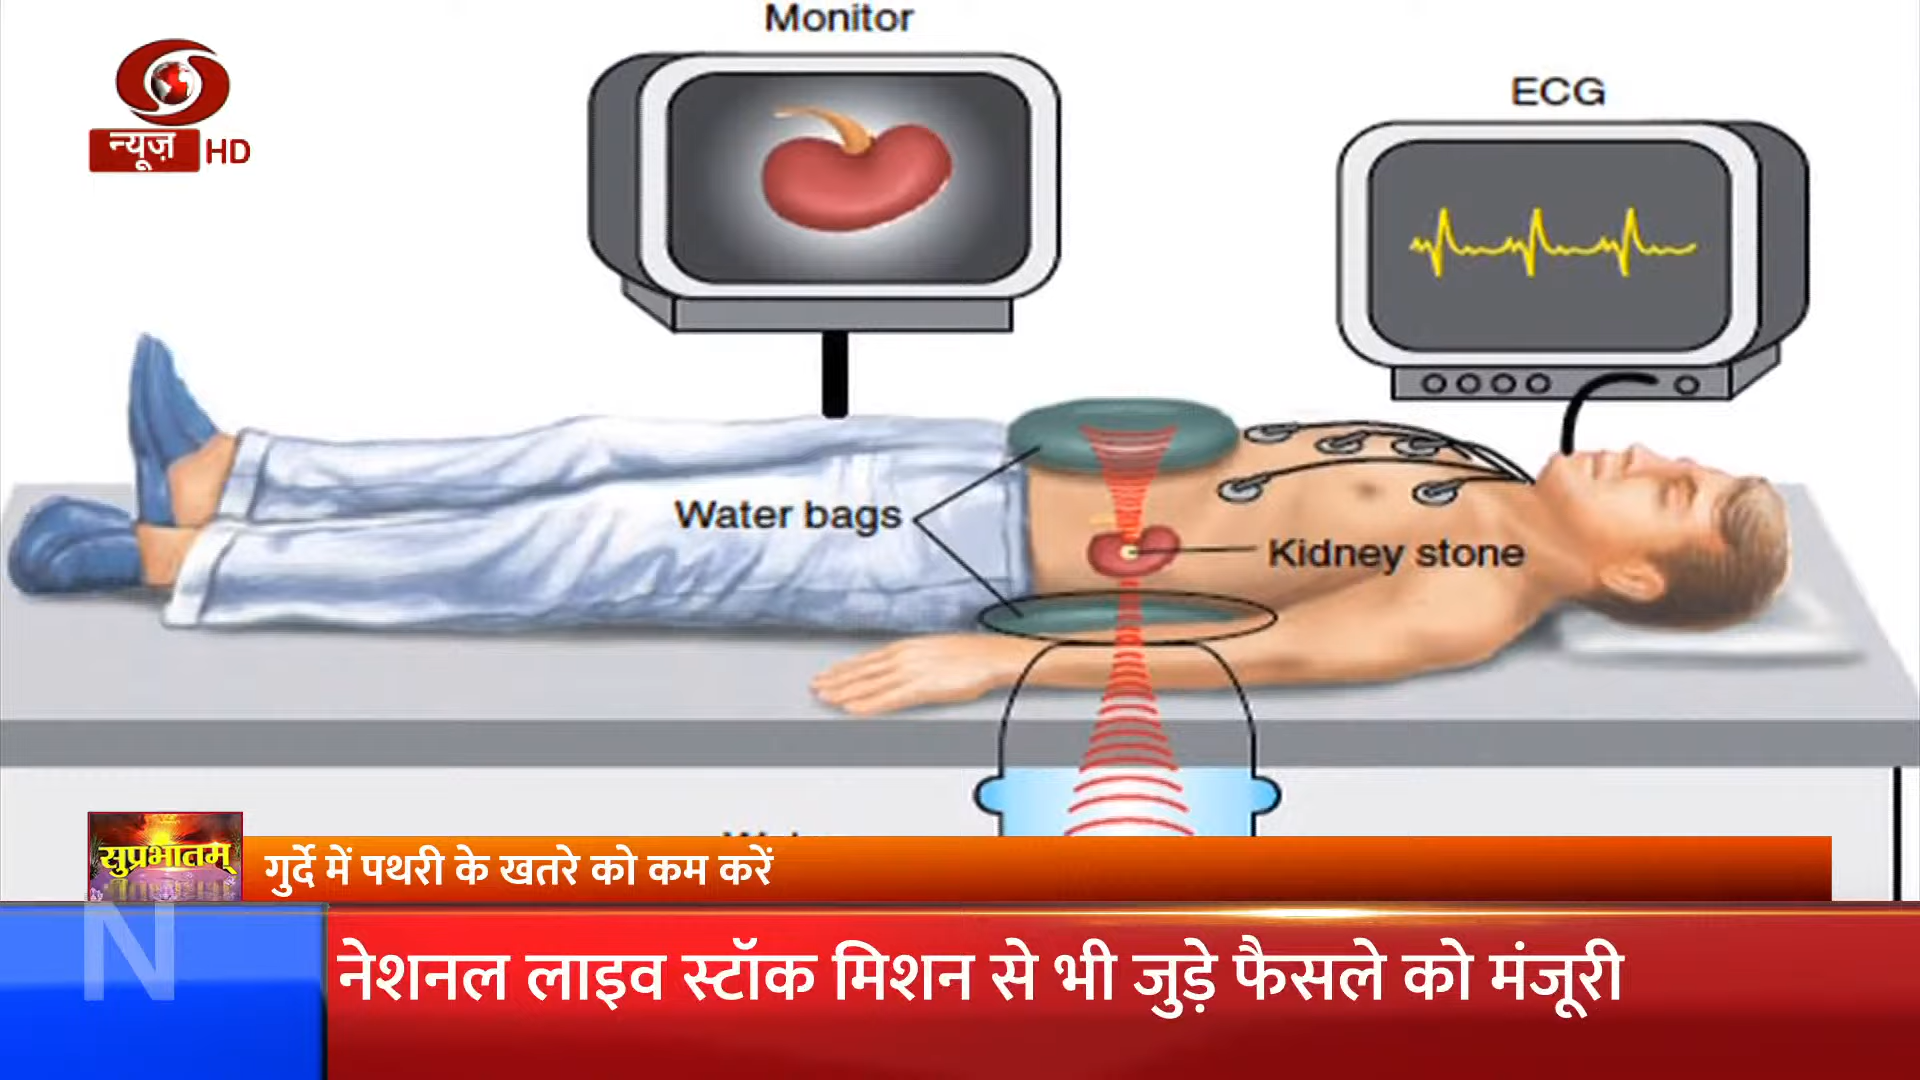 Monitor
ECG
न्यूज़ HD
Water bags
Kidney stone
सुप्रभातम्
गुर्दे में पथरी के खतरे को कम करें
N
नेशनल लाइव स्टॉक मिशन से भी जुड़े फैसले को मंजूरी